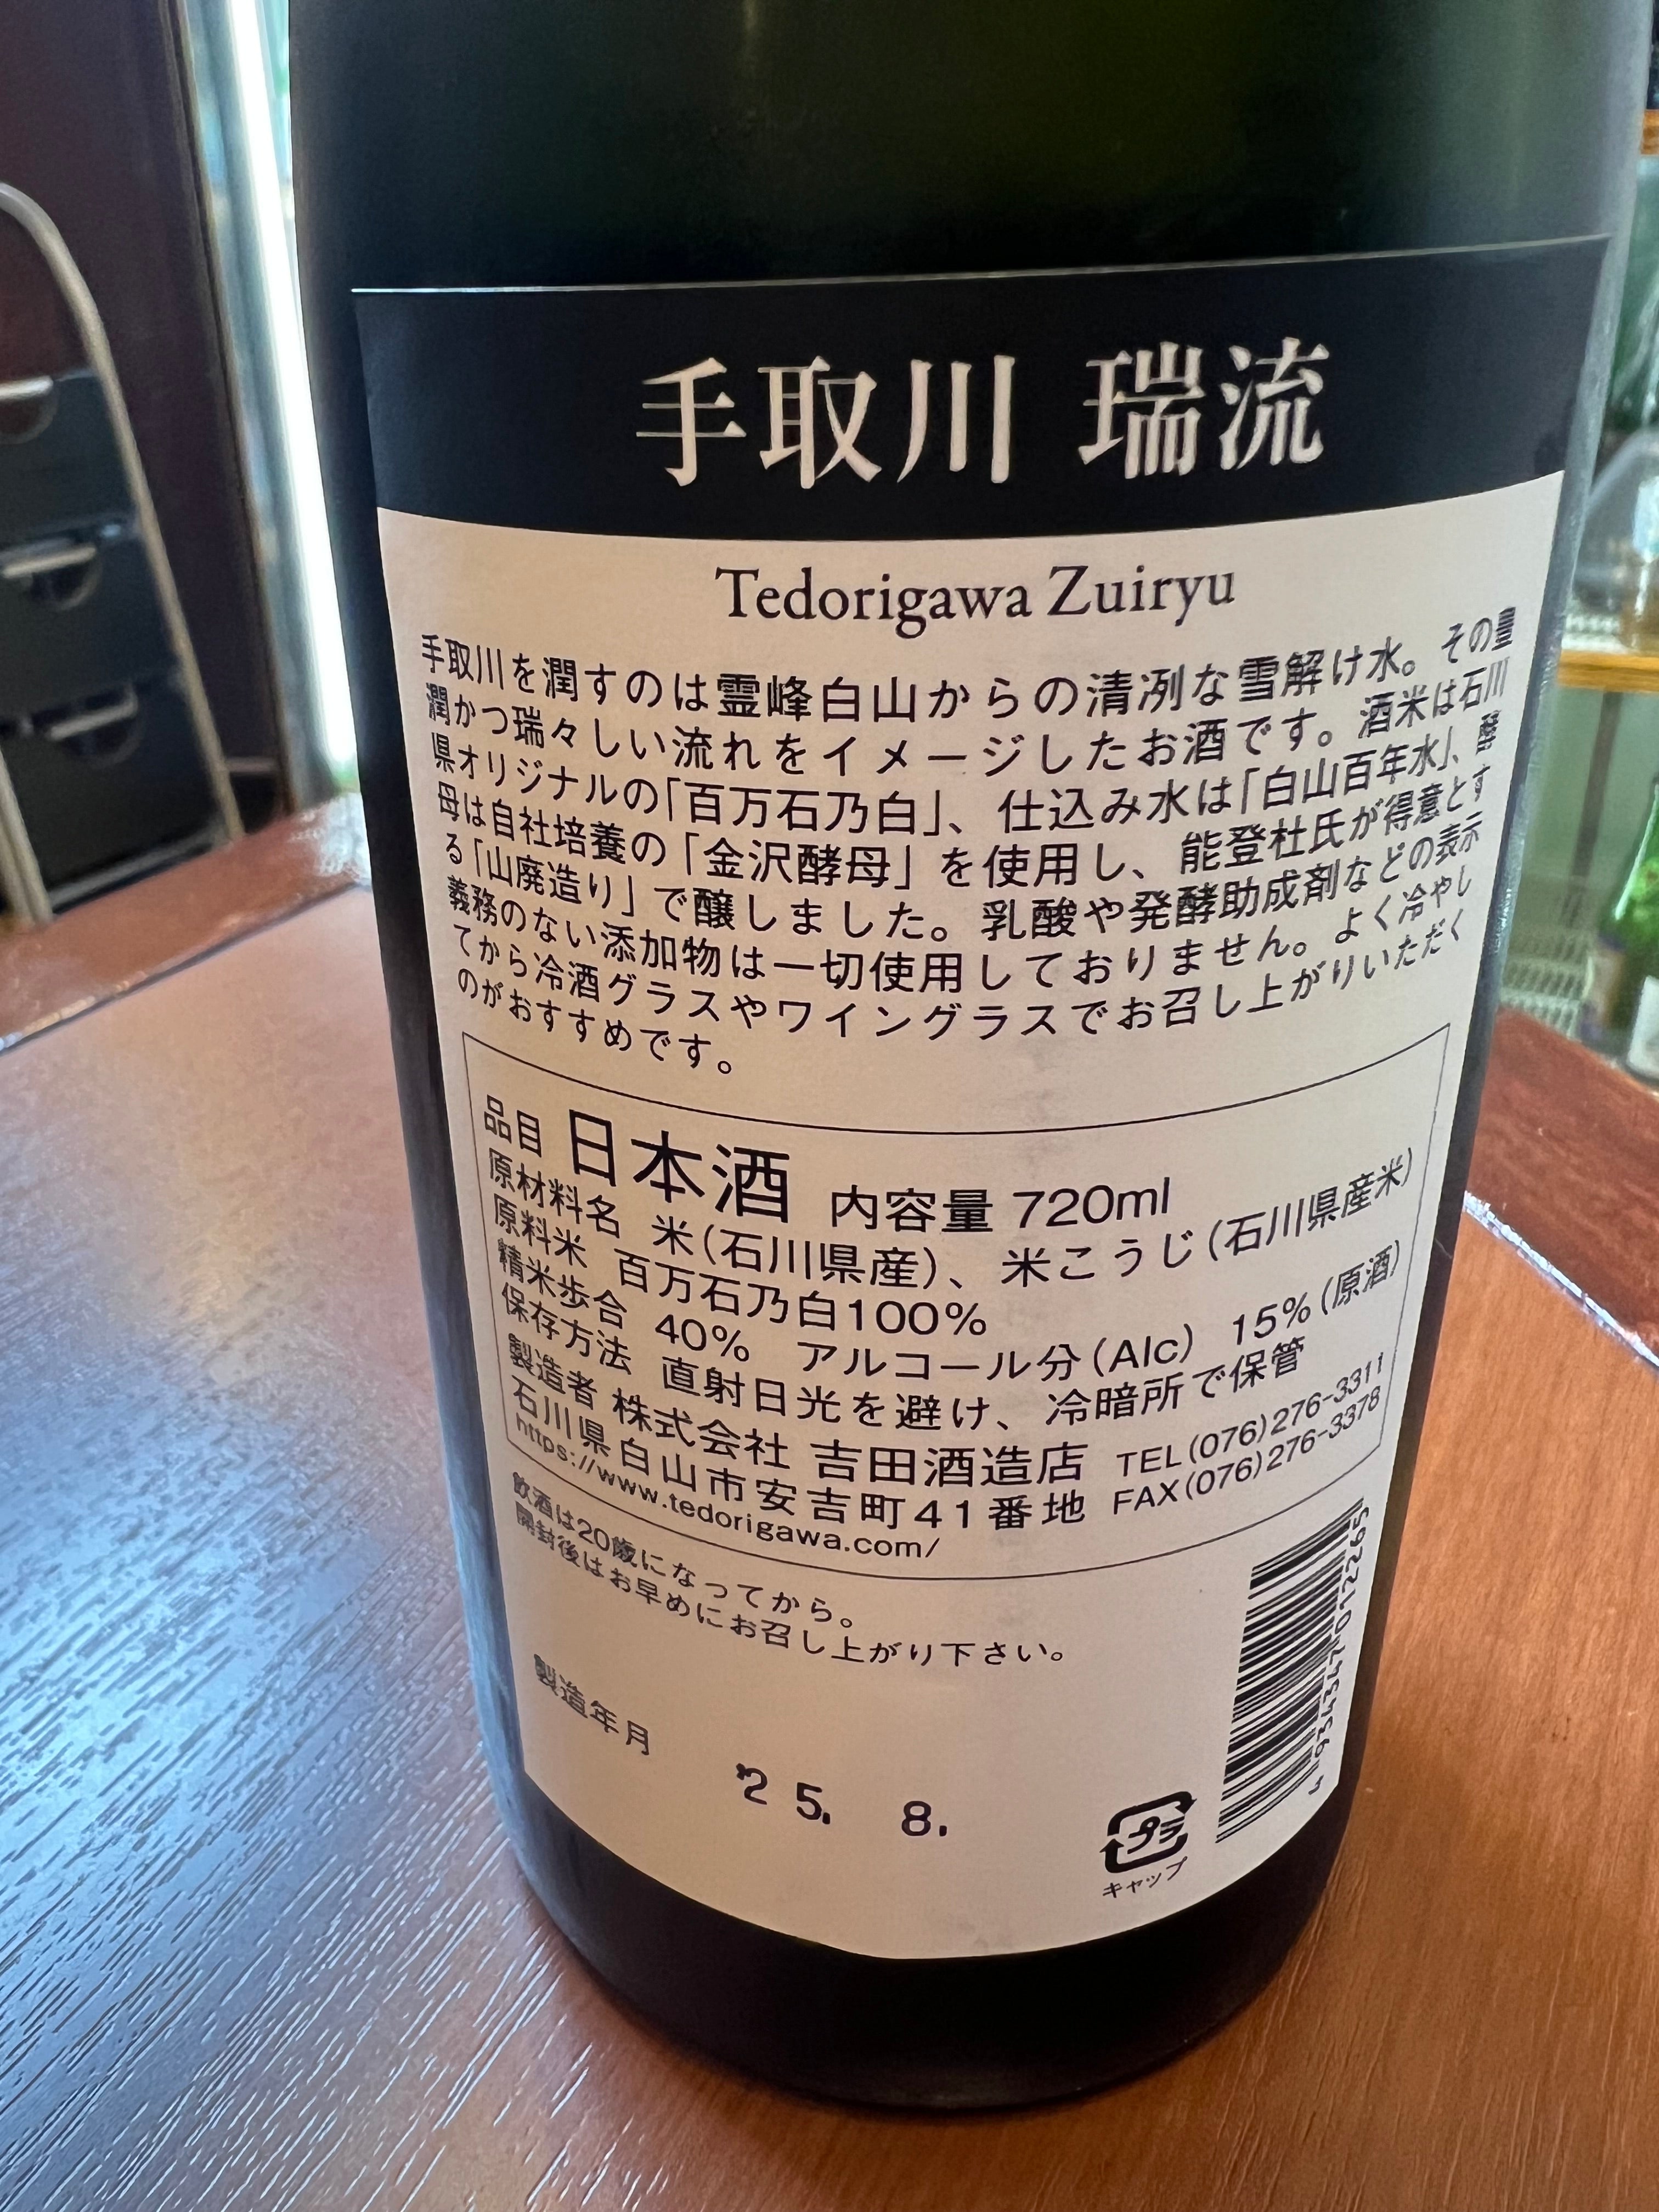 手取川 瑞流
Tedorigawa Zuiryu
手取川を潤すのは霊峰白山からの清冽な雪解け水。その豊
潤かつ瑞々しい流れをイメージしたお酒です。酒米は石川
県オリジナルの「百万石乃白」、仕込み水は「白山百年水」、酵
母は自社培養の「金沢酵母」を使用し、能登杜氏が得意とす
る「山廃造り」で醸しました。乳酸や発酵助成剤などの表示
義務のない添加物は一切使用しておりません。よく冷やし
てから冷酒グラスやワイングラスでお召し上がりいただく
のがおすすめです。
品目 日本酒 内容量 720ml
原材料名 米(石川県産)、米こうじ(石川県産米)
原料米 百万石乃白100%
精米歩合 40% アルコール分(Alc) 15%(原酒)
保存方法 直射日光を避け、冷暗所で保管
製造者 株式会社 吉田酒造店 TEL(076)276-3311
石川県白山市安吉町41番地 FAX(076)276-3378
https://www.tedorigawa.com/
飲酒は20歳になってから。
開封後はお早めにお召し上がり下さい。
製造年月
'25. 8.
プラ
キャップ
4934347012265